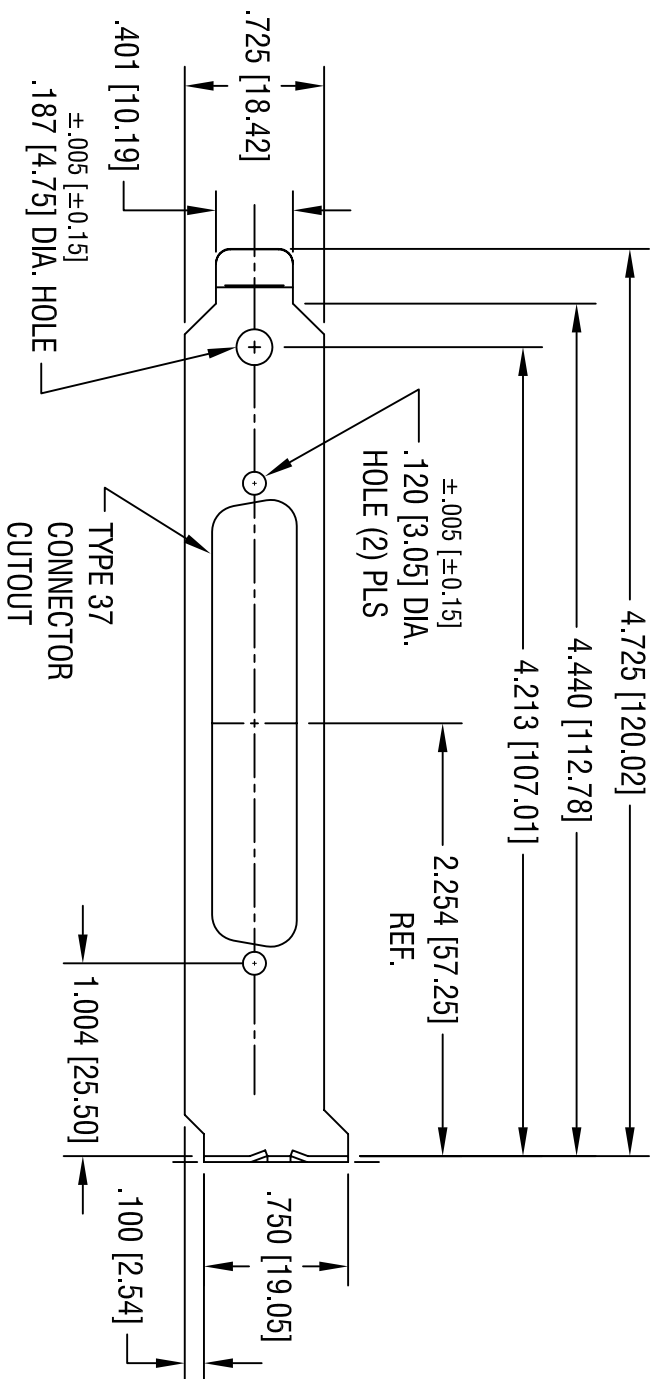 4.725 [120.02]
4.440 [112.78]
4.213 [107.01]
2.254 [57.25]
REF.
±.005 [±0.15]
.120 [3.05] DIA.
HOLE (2) PLS
.725 [18.42]
.401 [10.19]
±.005 [±0.15]
.187 [4.75] DIA. HOLE
TYPE 37
CONNECTOR
CUTOUT
1.004 [25.50]
.750 [19.05]
.100 [2.54]